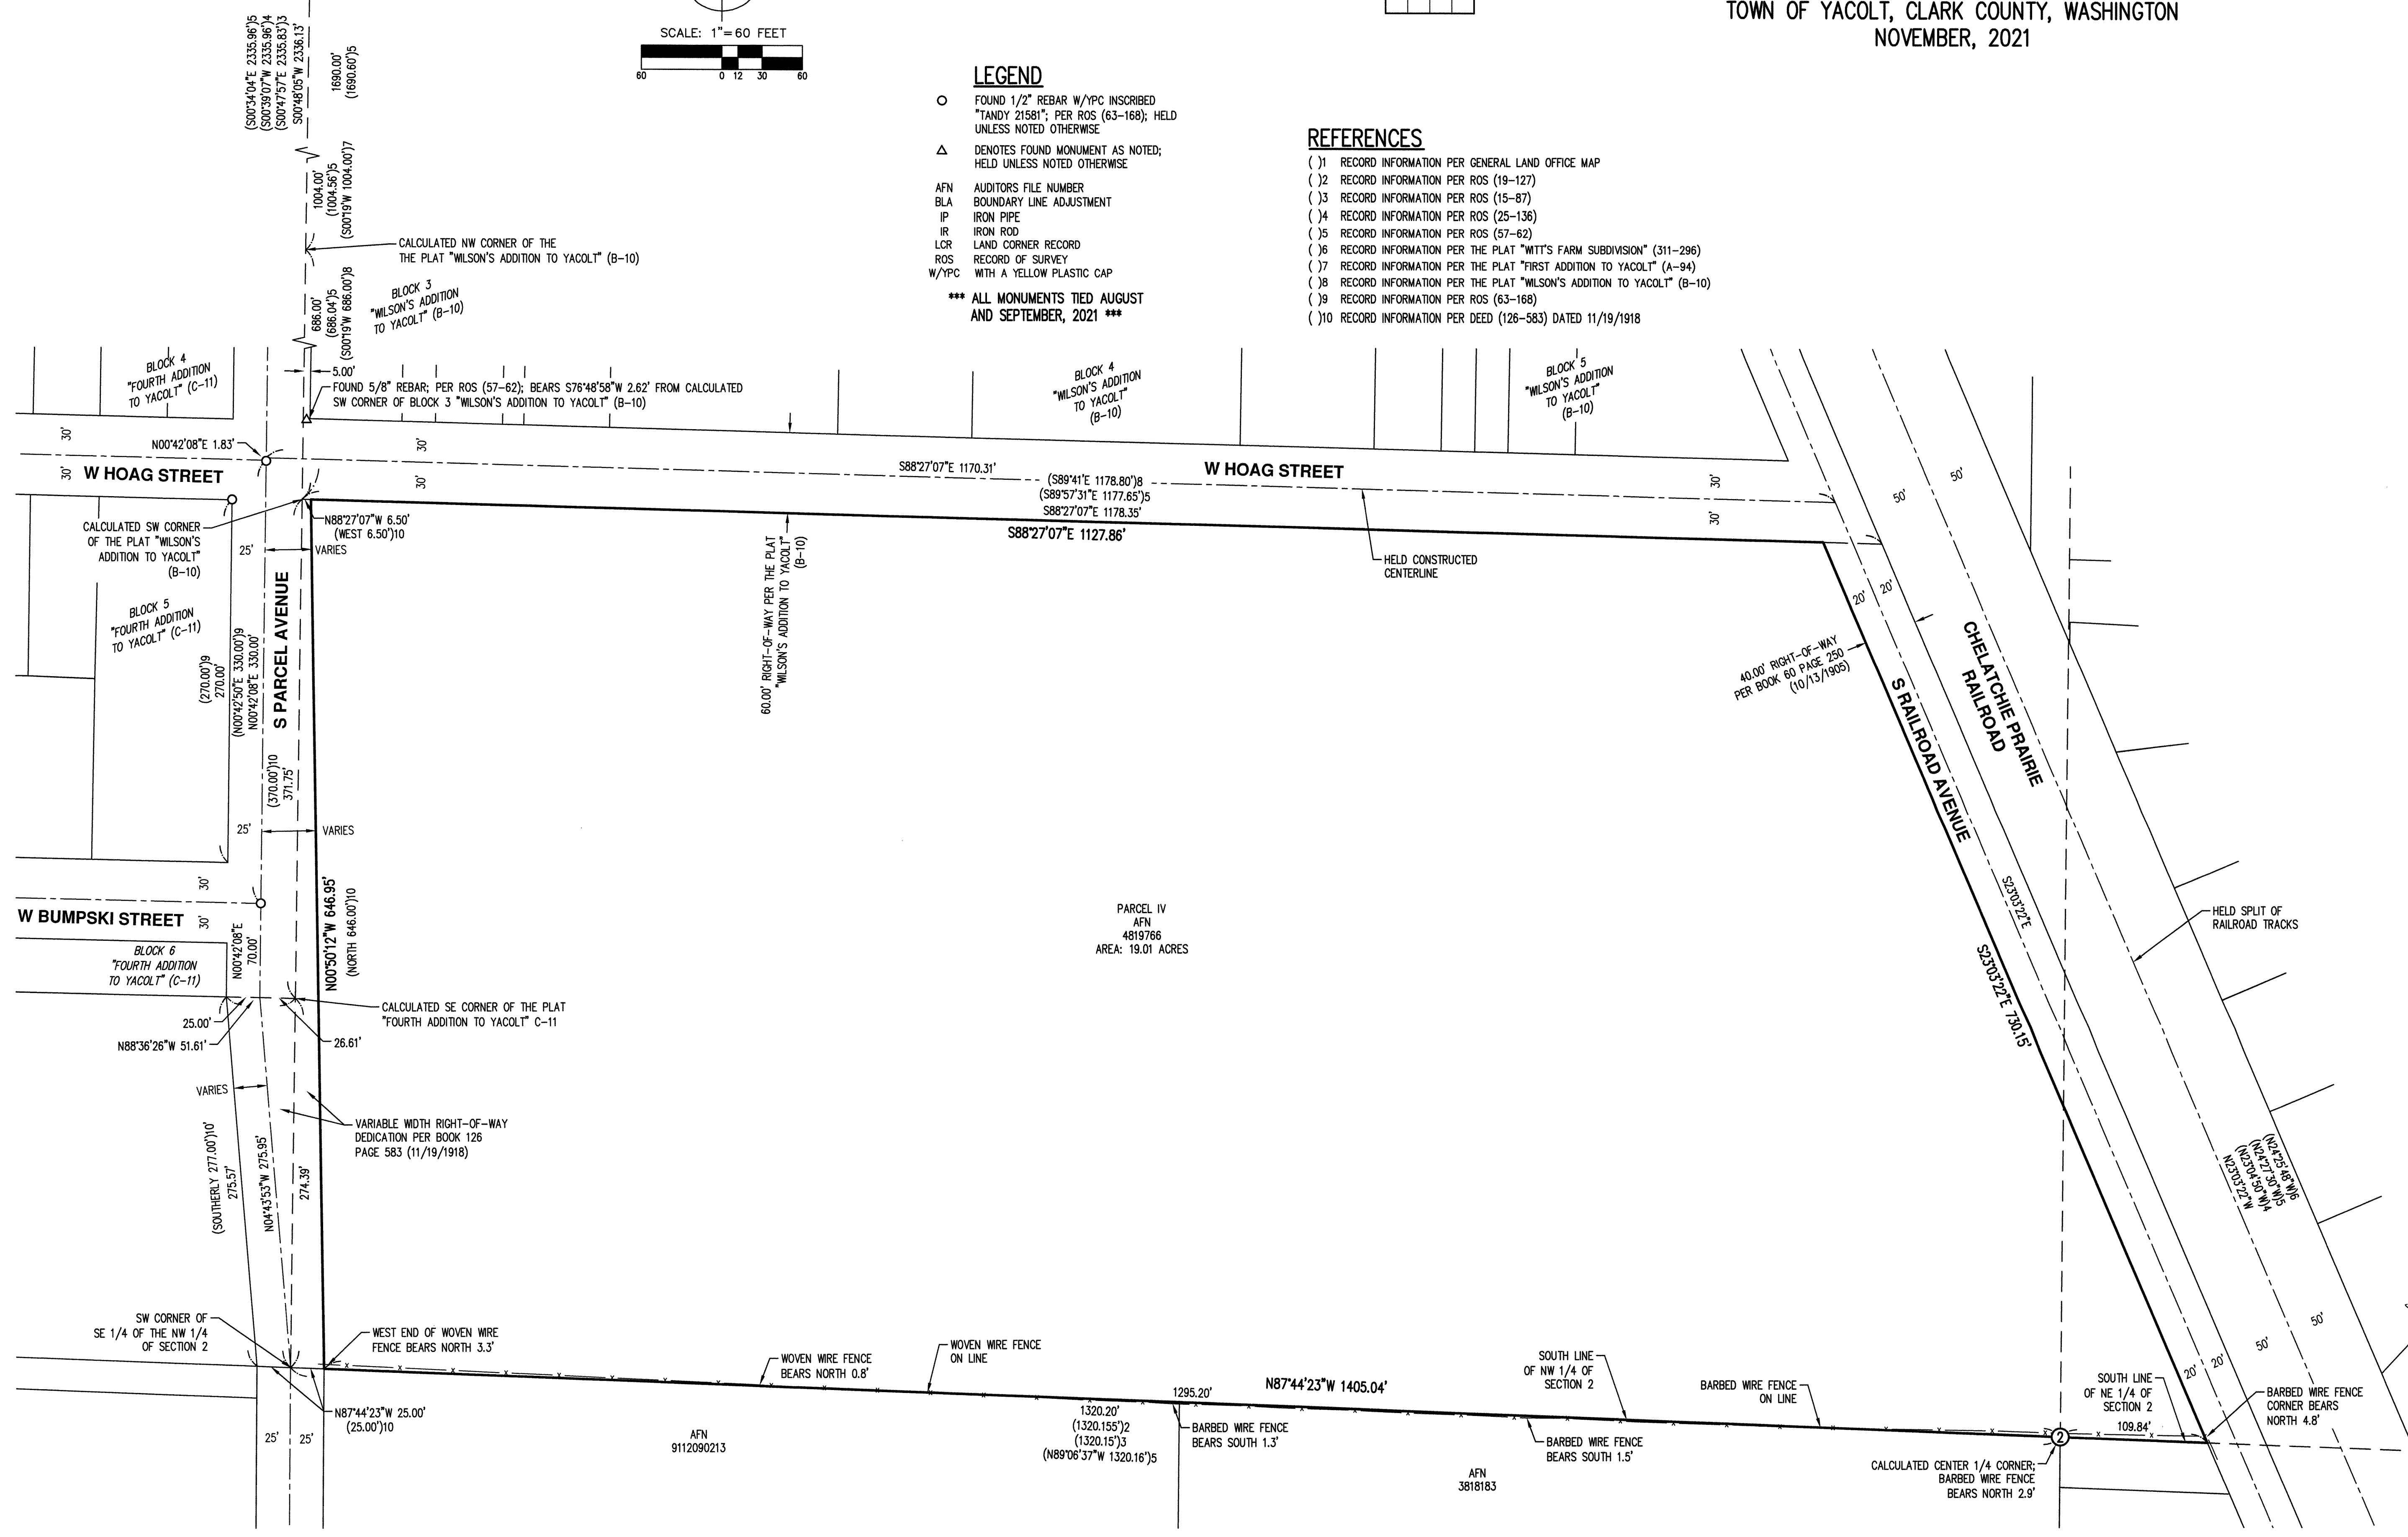 TOWN OF YACOLT, CLARK COUNTY, WASHINGTON
NOVEMBER, 2021
SCALE: 1"=60 FEET
60 0 12 30 60
LEGEND
FOUND 1/2" REBAR W/YPC INSCRIBED
"TANDY 21581"; PER ROS (63-168); HELD
UNLESS NOTED OTHERWISE
DENOTES FOUND MONUMENT AS NOTED;
HELD UNLESS NOTED OTHERWISE
AFN AUDITORS FILE NUMBER
BLA BOUNDARY LINE ADJUSTMENT
IP IRON PIPE
IR IRON ROD
LCR LAND CORNER RECORD
ROS RECORD OF SURVEY
W/YPC WITH A YELLOW PLASTIC CAP
*** ALL MONUMENTS TIED AUGUST
AND SEPTEMBER, 2021 ***
REFERENCES
( )1 RECORD INFORMATION PER GENERAL LAND OFFICE MAP
( )2 RECORD INFORMATION PER ROS (19-127)
( )3 RECORD INFORMATION PER ROS (15-87)
( )4 RECORD INFORMATION PER ROS (25-136)
( )5 RECORD INFORMATION PER ROS (57-62)
( )6 RECORD INFORMATION PER THE PLAT "WITT'S FARM SUBDIVISION" (311-296)
( )7 RECORD INFORMATION PER THE PLAT "FIRST ADDITION TO YACOLT" (A-94)
( )8 RECORD INFORMATION PER THE PLAT "WILSON'S ADDITION TO YACOLT" (B-10)
( )9 RECORD INFORMATION PER ROS (63-168)
( )10 RECORD INFORMATION PER DEED (126-583) DATED 11/19/1918
(S00°34'04"E 2335.96')5
(S00°39'07"W 2335.96')4
(S00°47'57"E 2335.83')3
S00°48'05"W 2336.13'
1690.00'
(1690.60')5
1004.00'
(1004.56')5
(S00°19'W 1004.00')7
CALCULATED NW CORNER OF THE
THE PLAT "WILSON'S ADDITION TO YACOLT" (B-10)
686.00'
(686.04')5
(S00°19'W 686.00')8
BLOCK 3
"WILSON'S ADDITION
TO YACOLT" (B-10)
BLOCK 4
"FOURTH ADDITION
TO YACOLT" (C-11)
5.00'
FOUND 5/8" REBAR; PER ROS (57-62); BEARS S76°48'58"W 2.62' FROM CALCULATED
SW CORNER OF BLOCK 3 "WILSON'S ADDITION TO YACOLT" (B-10)
BLOCK 4
"WILSON'S ADDITION
TO YACOLT"
(B-10)
BLOCK 5
"WILSON'S ADDITION
TO YACOLT"
(B-10)
30'
30'
N00°42'08"E 1.83'
W HOAG STREET
30'
30'
S88°27'07"E 1170.31'
W HOAG STREET
(S89°41'E 1178.80')8
(S89°57'31"E 1177.65')5
S88°27'07"E 1178.35'
S88°27'07"E 1127.86'
30'
30'
50'
50'
CALCULATED SW CORNER
OF THE PLAT "WILSON'S
ADDITION TO YACOLT"
(B-10)
N88°27'07"W 6.50'
(WEST 6.50')10
25'
VARIES
HELD CONSTRUCTED
CENTERLINE
60.00' RIGHT-OF-WAY PER THE PLAT
"WILSON'S ADDITION TO YACOLT"
(B-10)
BLOCK 5
"FOURTH ADDITION
TO YACOLT" (C-11)
(270.00')9
270.00'
(N00°42'50"E 330.00')9
N00°42'08"E 330.00'
S PARCEL AVENUE
(370.00')10
371.75'
25'
VARIES
20'
20'
40.00' RIGHT-OF-WAY
PER BOOK 60 PAGE 250
(10/13/1905)
S RAILROAD AVENUE
CHELATCHIE PRAIRIE
RAILROAD
30'
W BUMPSKI STREET
30'
BLOCK 6
"FOURTH ADDITION
TO YACOLT" (C-11)
N00°42'08"E
70.00'
N00°50'12"W 646.95'
(NORTH 646.00')10
PARCEL IV
AFN
4819766
AREA: 19.01 ACRES
S23°03'22"E
S23°03'22"E 730.15'
HELD SPLIT OF
RAILROAD TRACKS
25.00'
N88°36'26"W 51.61'
CALCULATED SE CORNER OF THE PLAT
"FOURTH ADDITION TO YACOLT" C-11
26.61'
VARIES
VARIABLE WIDTH RIGHT-OF-WAY
DEDICATION PER BOOK 126
PAGE 583 (11/19/1918)
(SOUTHERLY 277.00')10'
275.57'
N04°43'53"W 275.95'
274.39'
(N24°25'48"W)6
(N24°27'30"W)5
(N23°04'50"W)4
N23°03'22"W
SW CORNER OF
SE 1/4 OF THE NW 1/4
OF SECTION 2
WEST END OF WOVEN WIRE
FENCE BEARS NORTH 3.3'
WOVEN WIRE FENCE
BEARS NORTH 0.8'
WOVEN WIRE FENCE
ON LINE
1295.20'
N87°44'23"W 1405.04'
SOUTH LINE
OF NW 1/4 OF
SECTION 2
BARBED WIRE FENCE
ON LINE
SOUTH LINE
OF NE 1/4 OF
SECTION 2
109.84'
20'
20'
50'
50'
BARBED WIRE FENCE
CORNER BEARS
NORTH 4.8'
N87°44'23"W 25.00'
(25.00')10
25'
25'
AFN
9112090213
1320.20'
(1320.155')2
(1320.15')3
(N89°06'37"W 1320.16')5
BARBED WIRE FENCE
BEARS SOUTH 1.3'
BARBED WIRE FENCE
BEARS SOUTH 1.5'
AFN
3818183
2
CALCULATED CENTER 1/4 CORNER;
BARBED WIRE FENCE
BEARS NORTH 2.9'